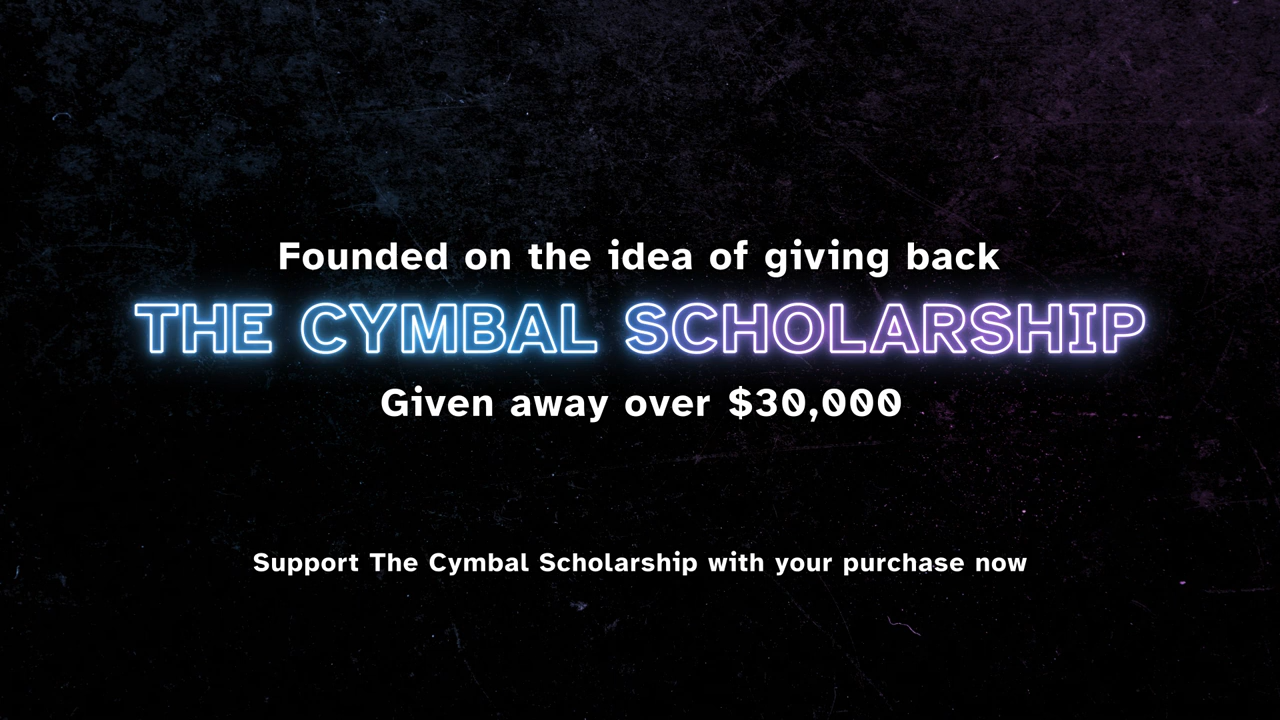 Founded on the idea of giving back
THE CYMBAL SCHOLARSHIP
Given away over $30,000
Support The Cymbal Scholarship with your purchase now